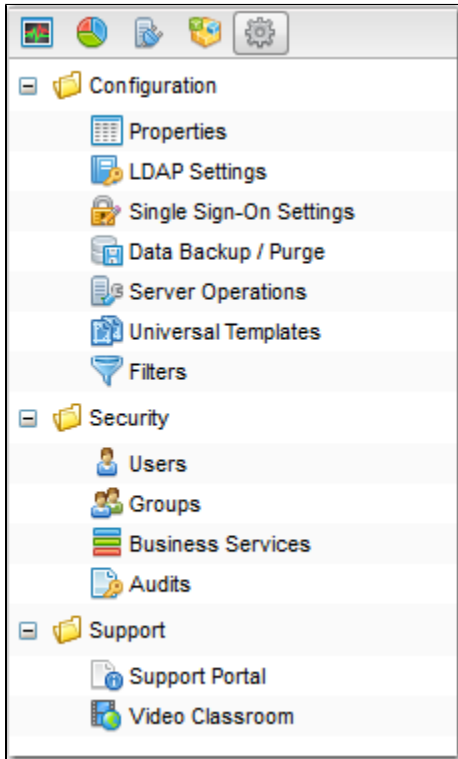 Configuration
Properties
LDAP Settings
Single Sign-On Settings
Data Backup / Purge
Server Operations
Universal Templates
Filters
Security
Users
Groups
Business Services
Audits
Support
Support Portal
Video Classroom